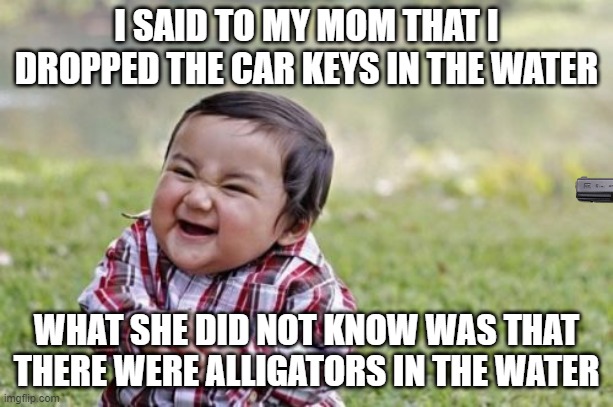 I SAID TO MY MOM THAT I
DROPPED THE CAR KEYS IN THE WATER
WHAT SHE DID NOT KNOW WAS THAT
THERE WERE ALLIGATORS IN THE WATER
imgflip.com